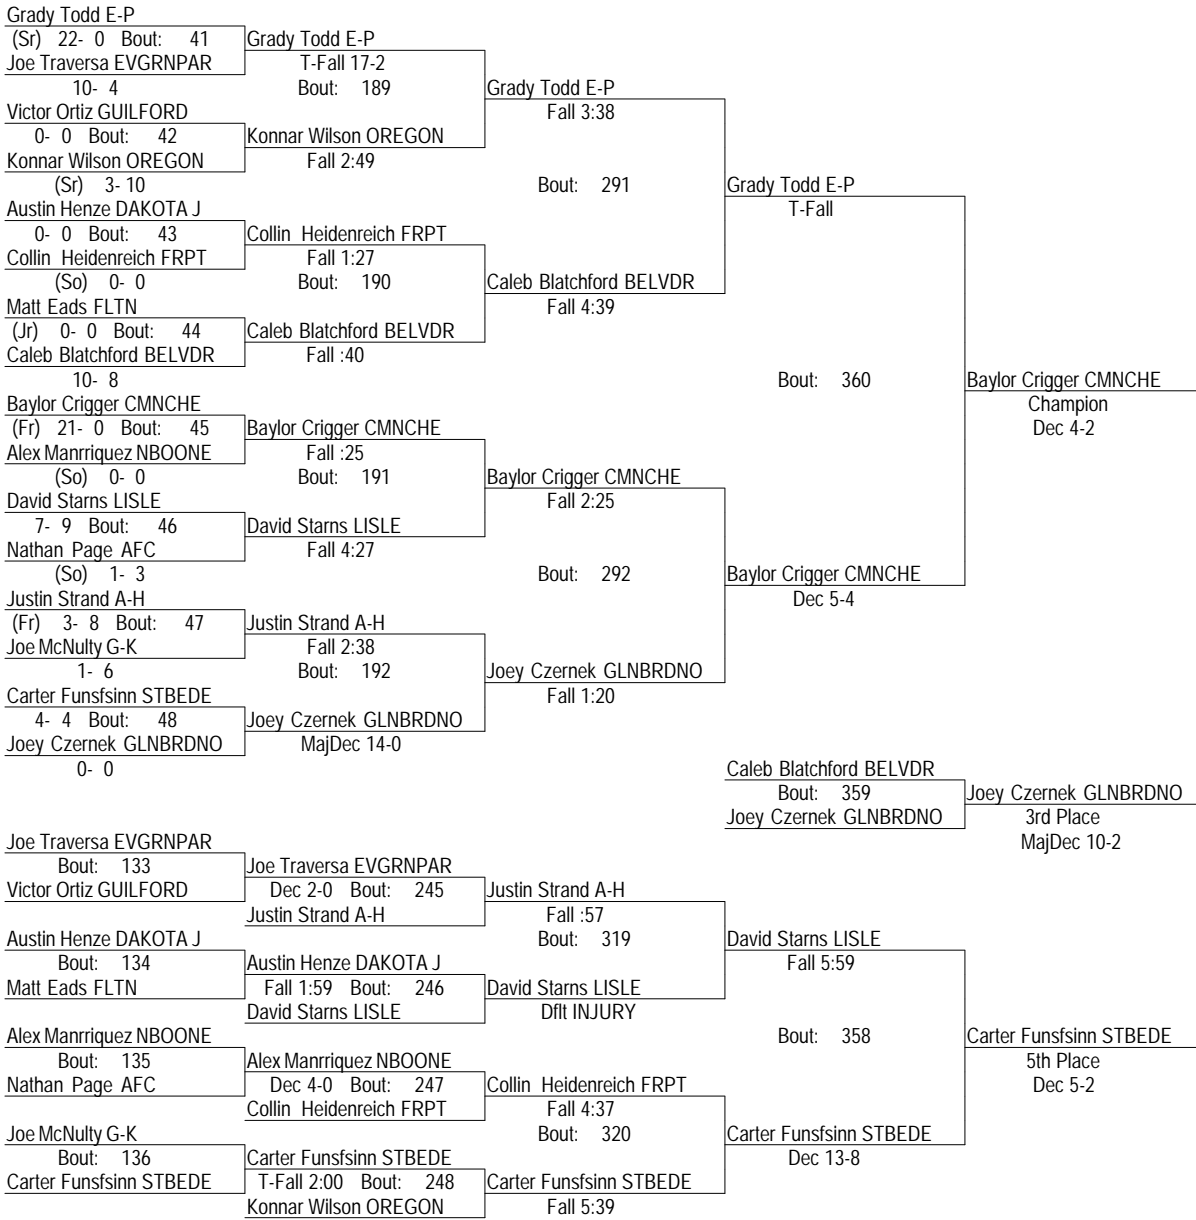 Grady Todd E-P
(Sr) 22- 0 Bout: 41 Grady Todd E-P
Joe Traversa EVGRNPAR T-Fall 17-2
10- 4 Bout: 189 Grady Todd E-P
Victor Ortiz GUILFORD Fall 3:38
0- 0 Bout: 42 Konnar Wilson OREGON
Konnar Wilson OREGON Fall 2:49
(Sr) 3- 10 Bout: 291 Grady Todd E-P
Austin Henze DAKOTA J T-Fall
0- 0 Bout: 43 Collin Heidenreich FRPT
Collin Heidenreich FRPT Fall 1:27
(So) 0- 0 Bout: 190 Caleb Blatchford BELVDR
Matt Eads FLTN Fall 4:39
(Jr) 0- 0 Bout: 44 Caleb Blatchford BELVDR
Caleb Blatchford BELVDR Fall :40
10- 8 Bout: 360 Baylor Crigger CMNCHE
Baylor Crigger CMNCHE Champion
(Fr) 21- 0 Bout: 45 Baylor Crigger CMNCHE Dec 4-2
Alex Manrriquez NBOONE Fall :25
(So) 0- 0 Bout: 191 Baylor Crigger CMNCHE
David Starns LISLE Fall 2:25
7- 9 Bout: 46 David Starns LISLE
Nathan Page AFC Fall 4:27
(So) 1- 3 Bout: 292 Baylor Crigger CMNCHE
Justin Strand A-H Dec 5-4
(Fr) 3- 8 Bout: 47 Justin Strand A-H
Joe McNulty G-K Fall 2:38
1- 6 Bout: 192 Joey Czernek GLNBRDNO
Carter Funsfsinn STBEDE Fall 1:20
4- 4 Bout: 48 Joey Czernek GLNBRDNO
Joey Czernek GLNBRDNO MajDec 14-0
0- 0 Caleb Blatchford BELVDR
Bout: 359 Joey Czernek GLNBRDNO
Joey Czernek GLNBRDNO 3rd Place
Joe Traversa EVGRNPAR MajDec 10-2
Bout: 133 Joe Traversa EVGRNPAR
Victor Ortiz GUILFORD Dec 2-0 Bout: 245 Justin Strand A-H
Justin Strand A-H Fall :57
Austin Henze DAKOTA J Bout: 319 David Starns LISLE
Bout: 134 Austin Henze DAKOTA J Fall 5:59
Matt Eads FLTN Fall 1:59 Bout: 246 David Starns LISLE
David Starns LISLE Dflt INJURY
Alex Manrriquez NBOONE Bout: 358 Carter Funsfsinn STBEDE
Bout: 135 Alex Manrriquez NBOONE 5th Place
Nathan Page AFC Dec 4-0 Bout: 247 Collin Heidenreich FRPT Dec 5-2
Collin Heidenreich FRPT Fall 4:37
Joe McNulty G-K Bout: 320 Carter Funsfsinn STBEDE
Bout: 136 Carter Funsfsinn STBEDE Dec 13-8
Carter Funsfsinn STBEDE T-Fall 2:00 Bout: 248 Carter Funsfsinn STBEDE
Konnar Wilson OREGON Fall 5:39